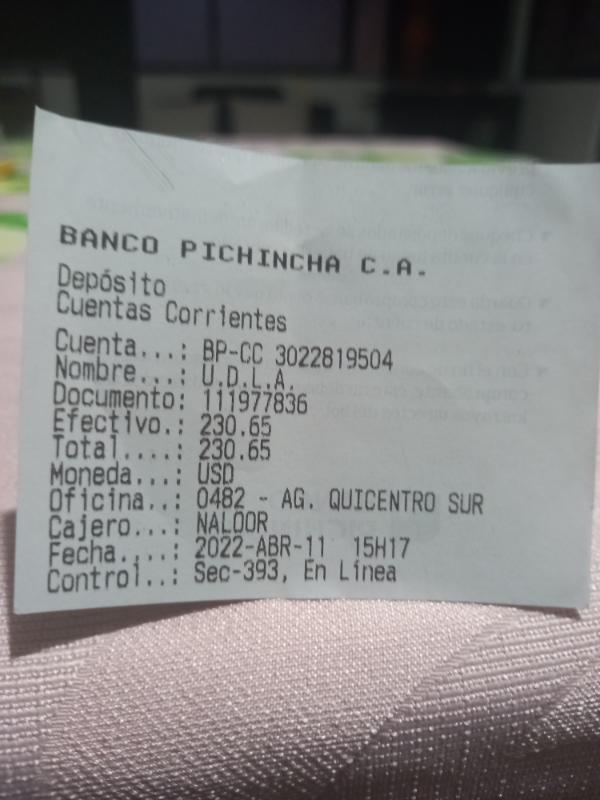 BANCO PICHINCHA C.A.
Depósito
Cuentas Corrientes
Cuenta...: BP-CC 3022819504
Nombre...: U.D.L.A.
Documento: 111977836
Efectivo.: 230.65
Total....: 230.65
Moneda...: USD
Oficina..: 0482 - AG. QUICENTRO SUR
Cajero...: NALOOR
Fecha....: 2022-ABR-11 15H17
Control..: Sec-393, En Línea